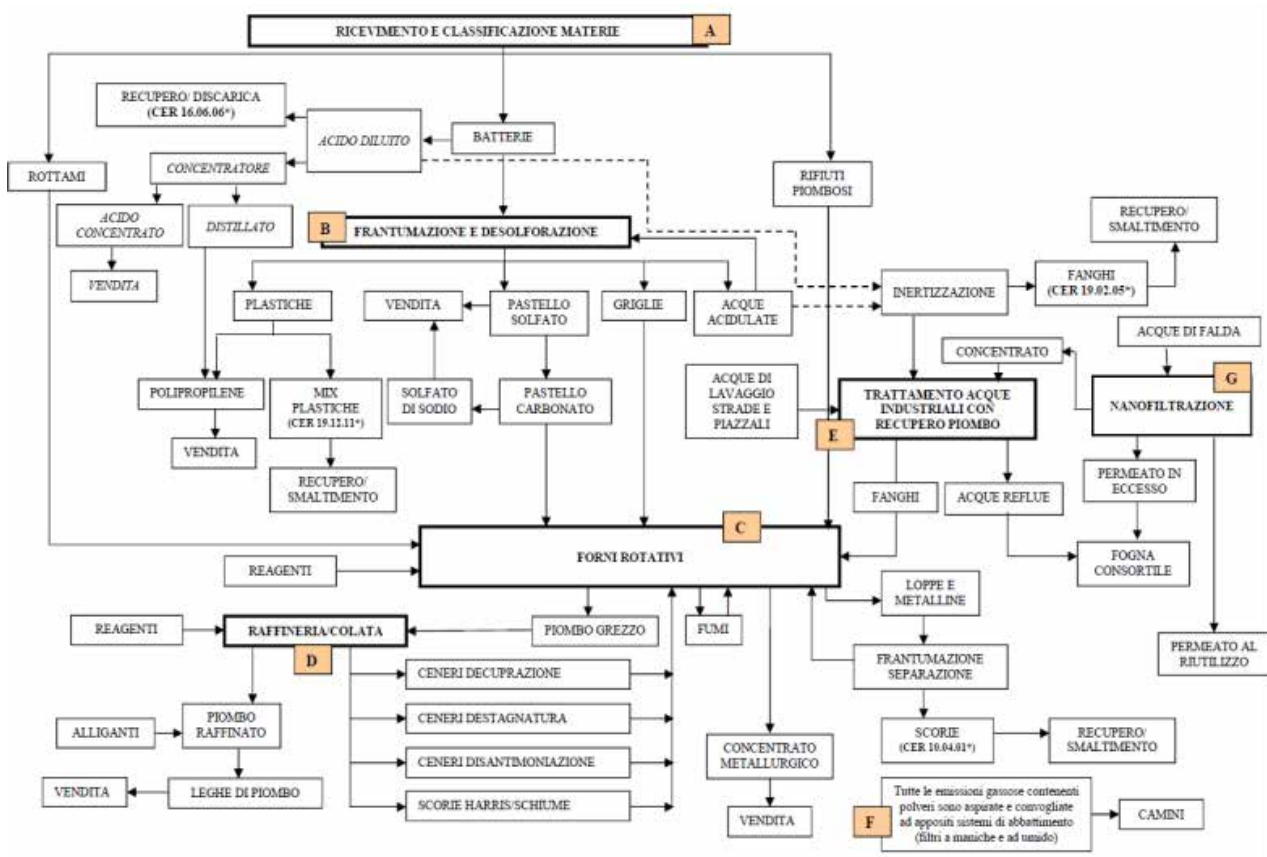 RICEVIMENTO E CLASSIFICAZIONE MATERIE
A
RECUPERO/ DISCARICA
(CER 16.06.06*)
ACIDO DILUITO
BATTERIE
ROTTAMI
CONCENTRATORE
RIFIUTI
PIOMBOSI
ACIDO
CONCENTRATO
DISTILLATO
VENDITA
B
FRANTUMAZIONE E DESOLFORAZIONE
RECUPERO/
SMALTIMENTO
INERTIZZAZIONE
FANGHI
(CER 19.02.05*)
PLASTICHE
VENDITA
PASTELLO
SOLFATO
GRIGLIE
ACQUE
ACIDULATE
ACQUE DI FALDA
CONCENTRATO
POLIPROPILENE
MIX
PLASTICHE
(CER 19.12.11*)
SOLFATO
DI SODIO
PASTELLO
CARBONATO
ACQUE DI
LAVAGGIO
STRADE E
PIAZZALI
TRATTAMENTO ACQUE
INDUSTRIALI CON
RECUPERO PIOMBO
E
G
NANOFILTRAZIONE
VENDITA
RECUPERO/
SMALTIMENTO
FANGHI
ACQUE REFLUE
PERMEATO IN
ECCESSO
C
FORNI ROTATIVI
REAGENTI
FOGNA
CONSORTILE
LOPPE E
METALLINE
REAGENTI
RAFFINERIA/COLATA
D
PIOMBO GREZZO
FUMI
FRANTUMAZIONE
SEPARAZIONE
PERMEATO AL
RIUTILIZZO
CENERI DECUPRAZIONE
CENERI DESTAGNATURA
CENERI DISANTIMONIAZIONE
SCORIE HARRIS/SCHIUME
ALLIGANTI
PIOMBO
RAFFINATO
VENDITA
LEGHE DI PIOMBO
CONCENTRATO
METALLURGICO
VENDITA
SCORIE
(CER 10.04.01*)
RECUPERO/
SMALTIMENTO
F
Tutte le emissioni gassose contenenti
polveri sono aspirate e convogliate
ad appositi sistemi di abbattimento
(filtri a maniche e ad umido)
CAMINI